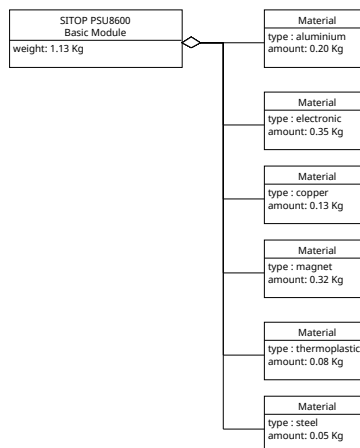 SITOP PSU8600
Basic Module
weight: 1.13 Kg
Material
type : aluminium
amount: 0.20 Kg
Material
type : electronic
amount: 0.35 Kg
Material
type : copper
amount: 0.13 Kg
Material
type : magnet
amount: 0.32 Kg
Material
type : thermoplastic
amount: 0.08 Kg
Material
type : steel
amount: 0.05 Kg